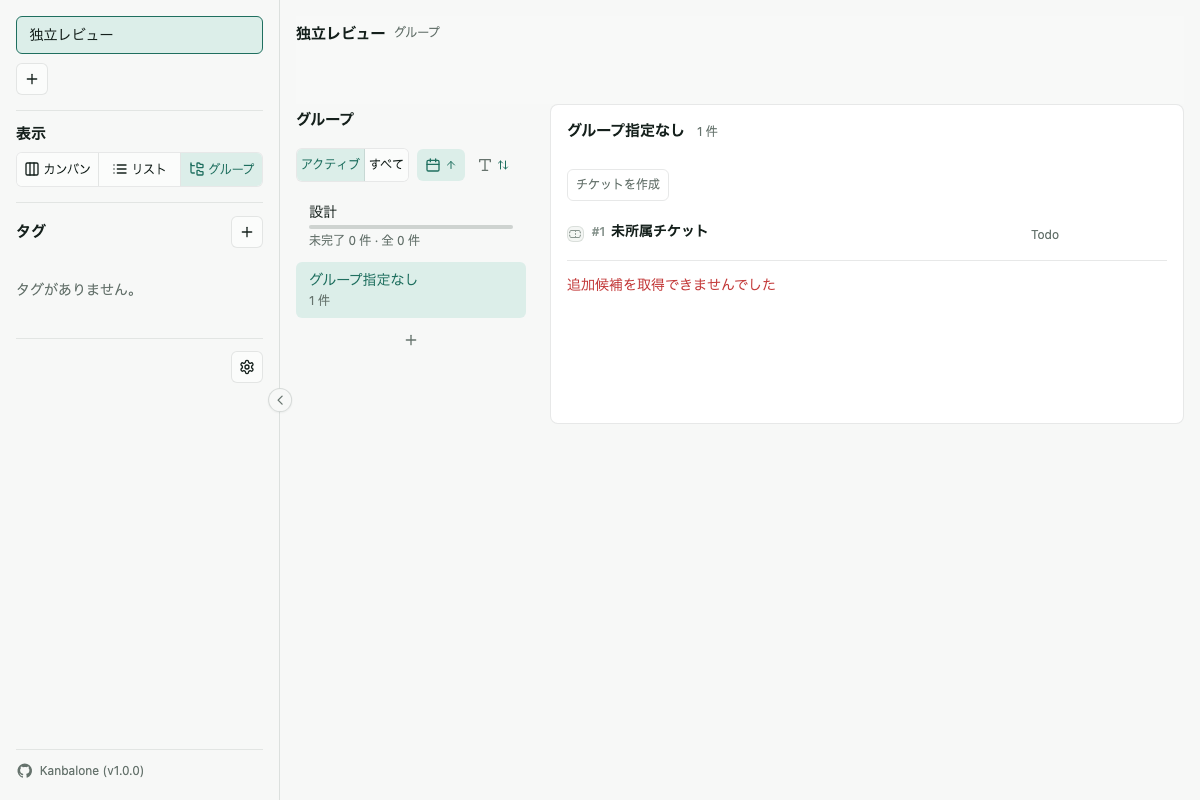 独立レビュー
表示
カンバン
リスト
グループ
タグ
タグがありません。
Kanbalone (v1.0.0)
独立レビュー グループ
グループ
アクティブ
すべて
設計
未完了 0 件 · 全 0 件
グループ指定なし
1 件
グループ指定なし 1 件
チケットを作成
#1 未所属チケット
Todo
追加候補を取得できませんでした